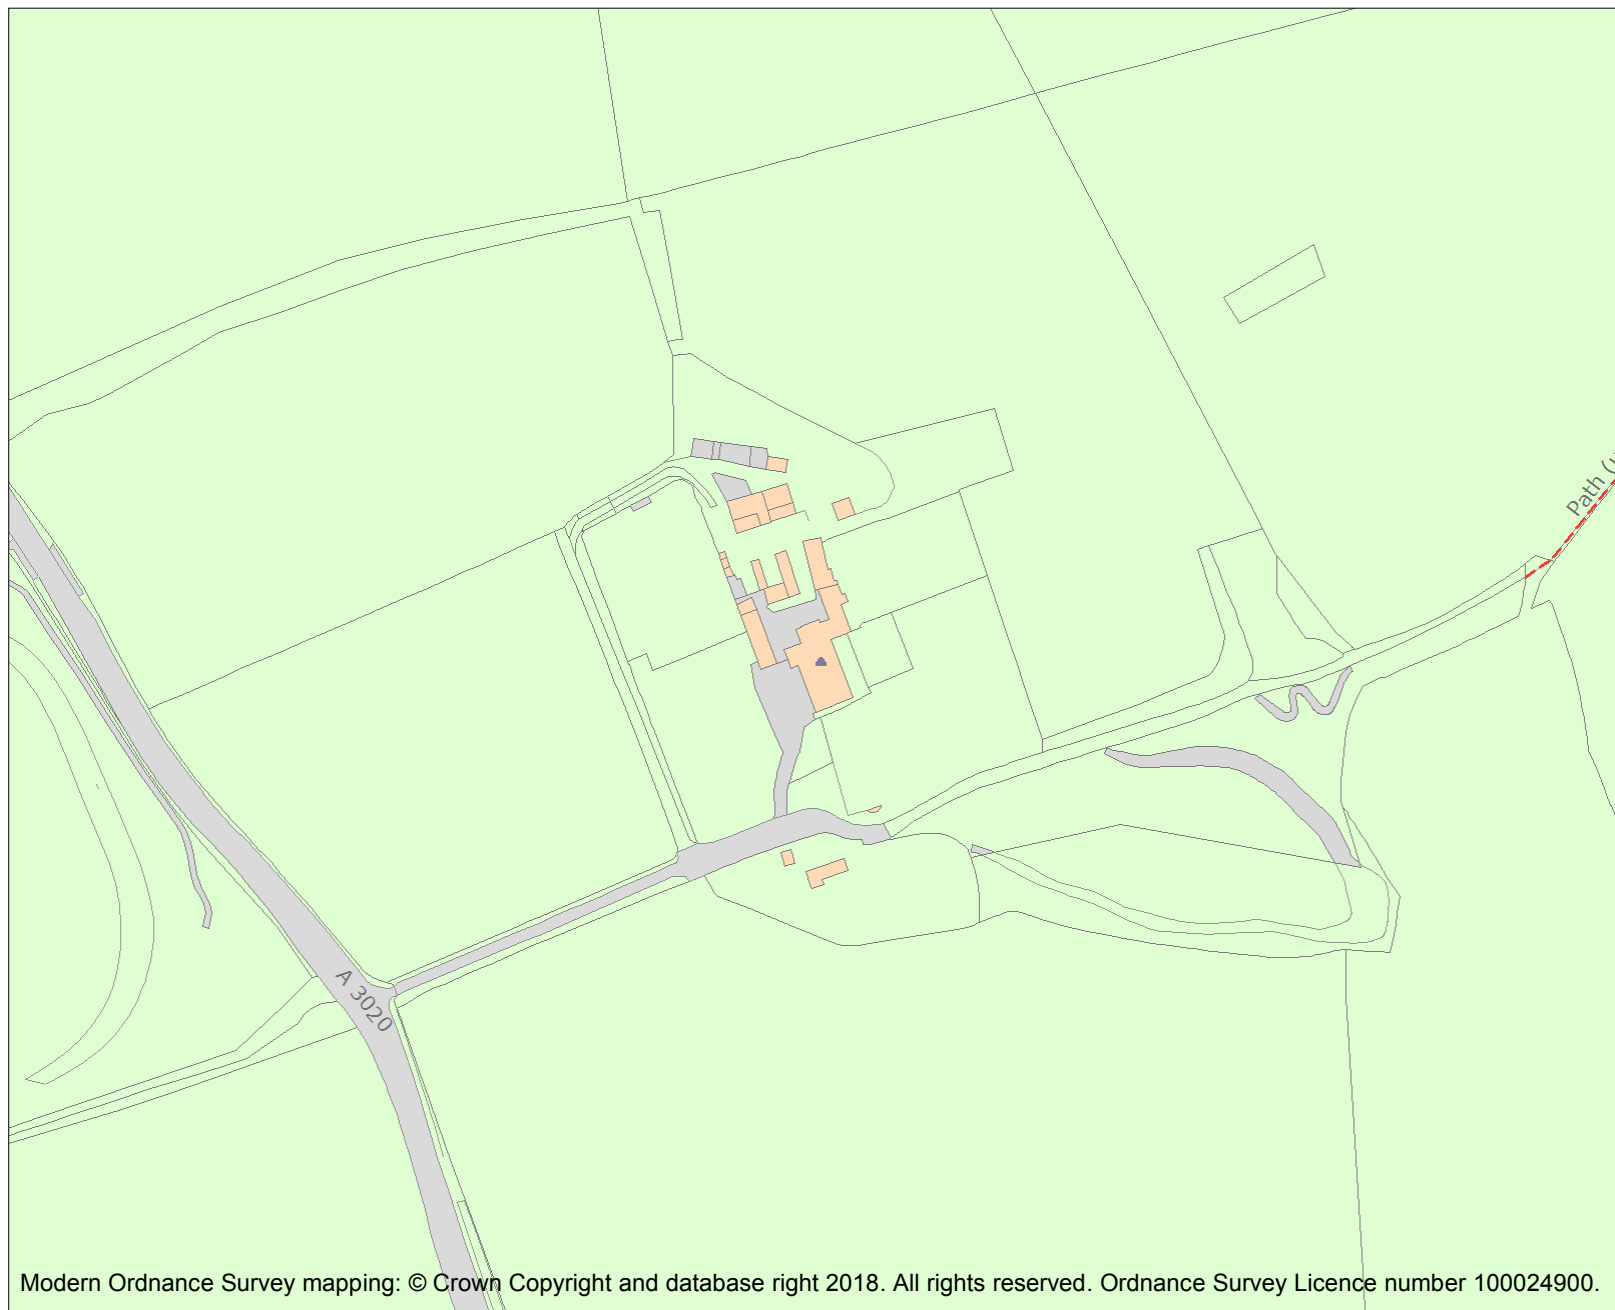 Path (u
A 3020
Modern Ordnance Survey mapping: © Crown Copyright and database right 2018. All rights reserved. Ordnance Survey Licence number 100024900.